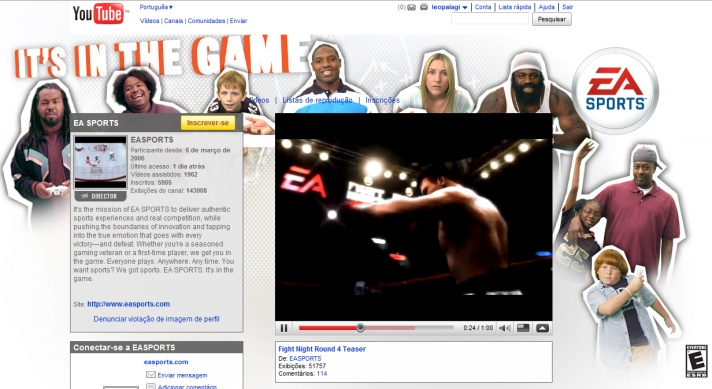 YouTube
Português▼
Vídeos | Canais | Comunidades | Enviar
(0) leopalagi ▼ | Conta | Lista rápida | Ajuda | Sair
Pesquisar
IT'S IN THE GAME
Vídeos | Listas de reprodução | Inscrições
EA SPORTS™
EA SPORTS
Inscrever-se
EASPORTS
Participante desde: 6 de março de
2006
Último acesso: 1 dia atrás
Vídeos assistidos: 1962
Inscritos: 5985
Exibições do canal: 143008
DIRECTOR
It's the mission of EA SPORTS to deliver authentic
sports experiences and real competition, while
pushing the boundaries of innovation and tapping
into the true emotion that goes with every
victory—and defeat. Whether you're a seasoned
gaming veteran or a first-time player, we get you in
the game. Everyone plays. Anywhere. Any time. You
want sports? We got sports. EA SPORTS. It's in the
game.
Site: http://www.easports.com
Denunciar violação de imagem de perfil
EA
0:24 / 1:00
Fight Night Round 4 Teaser
De: EASPORTS
Exibições: 51757
Comentários: 114
Conectar-se a EASPORTS
easports.com
Enviar mensagem
Adicionar comentário
EVERYONE
E
ESRB